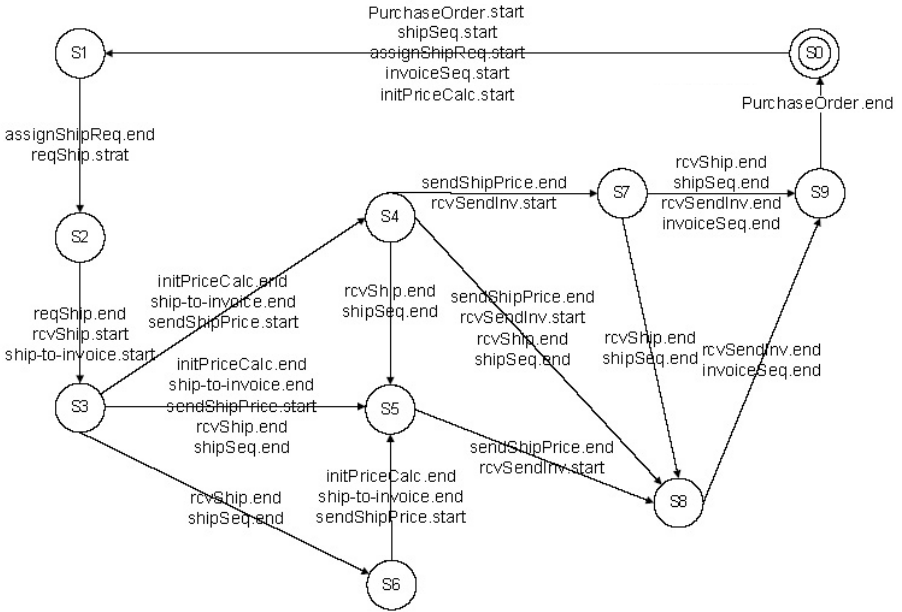 PurchaseOrder.start
shipSeq.start
assignShipReq.start
invoiceSeq.start
initPriceCalc.start
S1
S0
PurchaseOrder.end
assignShipReq.end
reqShip.strat
sendShipPrice.end
rcvSendInv.start
rcvShip.end
shipSeq.end
rcvSendInv.end
invoiceSeq.end
S7
S9
S4
S2
initPriceCalc.end
ship-to-invoice.end
sendShipPrice.start
rcvShip.end
shipSeq.end
sendShipPrice.end
rcvSendInv.start
rcvShip.end
shipSeq.end
reqShip.end
rcvShip.start
ship-to-invoice.start
rcvShip.end
shipSeq.end
rcvSendInv.end
invoiceSeq.end
initPriceCalc.end
ship-to-invoice.end
sendShipPrice.start
rcvShip.end
shipSeq.end
S3
S5
sendShipPrice.end
rcvSendInv.start
initPriceCalc.end
ship-to-invoice.end
sendShipPrice.start
rcvShip.end
shipSeq.end
S8
S6